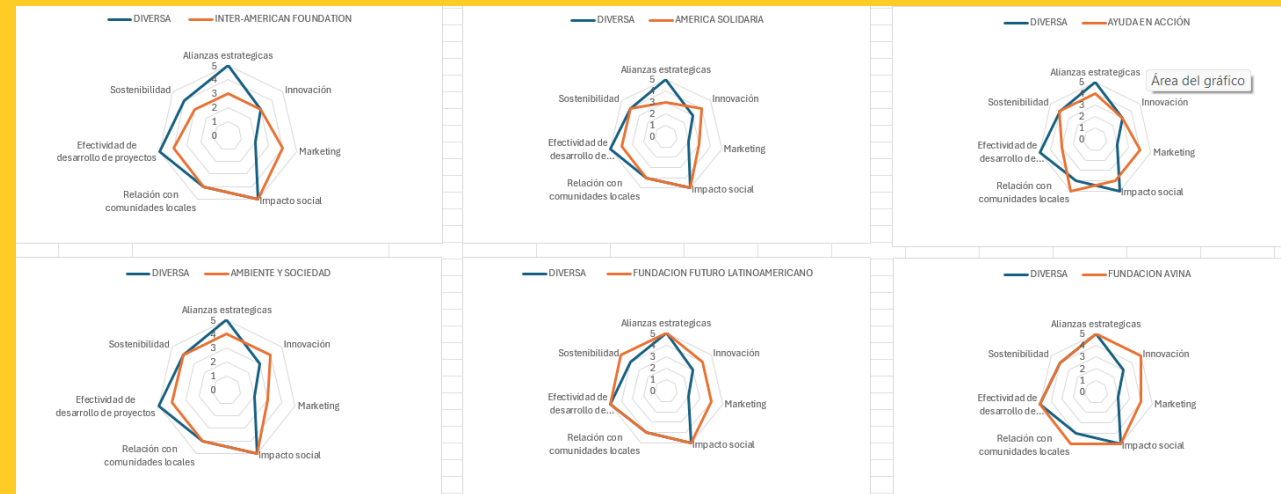 DIVERSA INTER-AMERICAN FOUNDATION
Alianzas estrategicas
5
4
3
2
1
0
Innovación
Marketing
Impacto social
Relación con
comunidades locales
Efectividad de
desarrollo de proyectos
Sostenibilidad
DIVERSA AMERICA SOLIDARIA
Alianzas estrategicas
5
4
3
2
1
0
Innovación
Marketing
Impacto social
Relación con
comunidades locales
Efectividad de
desarrollo de...
Sostenibilidad
DIVERSA AYUDA EN ACCIÓN
Área del gráfico
Alianzas estrategicas
5
4
3
2
1
0
Innovación
Marketing
Impacto social
Relación con
comunidades locales
Efectividad de
desarrollo de...
Sostenibilidad
DIVERSA AMBIENTE Y SOCIEDAD
Alianzas estrategicas
5
4
3
2
1
0
Innovación
Marketing
Impacto social
Relación con
comunidades locales
Efectividad de
desarrollo de proyectos
Sostenibilidad
DIVERSA FUNDACION FUTURO LATINOAMERICANO
Alianzas estrategicas
5
4
3
2
1
0
Innovación
Marketing
Impacto social
Relación con
comunidades locales
Efectividad de
desarrollo de...
Sostenibilidad
DIVERSA FUNDACION AVINA
Alianzas estrategicas
5
4
3
2
1
0
Innovación
Marketing
Impacto social
Relación con
comunidades locales
Efectividad de
desarrollo de...
Sostenibilidad